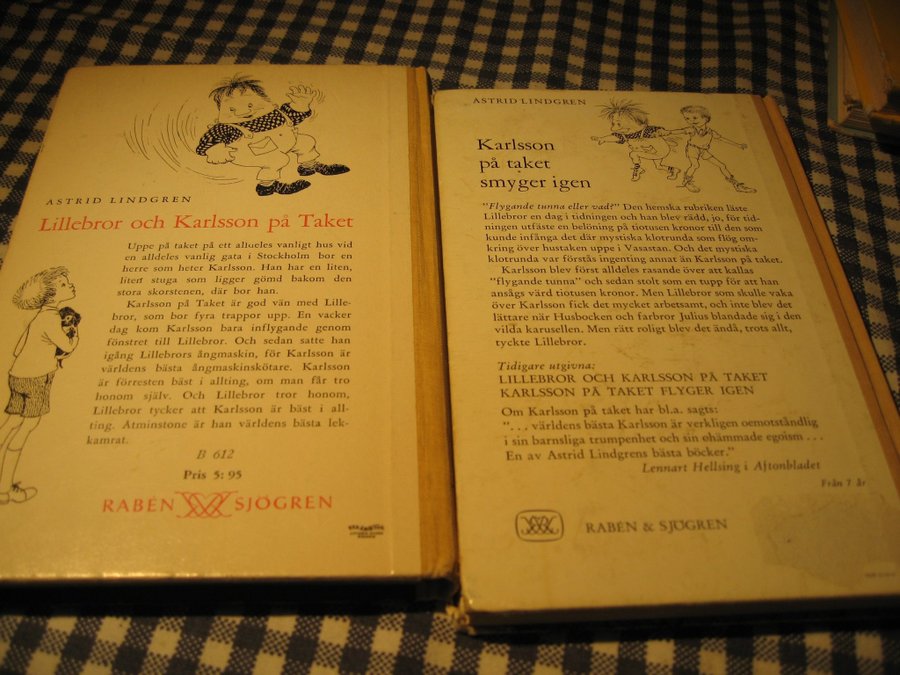 ASTRID LINDGREN
Lillebror och Karlsson på Taket
Uppe på taket på ett alldeles vanligt hus vid
en alldeles vanlig gata i Stockholm bor en
herre som heter Karlsson. Han har en liten,
liten stuga som ligger gömd bakom den
stora skorstenen, där bor han.
Karlsson på Taket är god vän med Lille-
bror, som bor fyra trappor upp. En vacker
dag kom Karlsson bara inflygande genom
fönstret till Lillebror. Och sedan satte han
igång Lillebrors ångmaskin, för Karlsson är
världens bästa ångmaskinskötare. Karlsson
är förresten bäst i allting, om man får tro
honom själv. Och Lillebror tror honom,
Lillebror tycker att Karlsson är bäst i all-
ting. Åtminstone är han världens bästa lek-
kamrat.
B 612
Pris 5: 95
RABÉN SJÖGREN
ASTRID LINDGREN
Karlsson
på taket
smyger igen
"Flygande tunna eller vad?" Den hemska rubriken läste
Lillebror en dag i tidningen och han blev rädd, jo, för tid-
ningen utfäste en belöning på tiotusen kronor till den som
kunde infånga det där mystiska klotrunda som flög om-
kring över hustaken uppe i Vasastan. Och det mystiska
klotrunda var förstås ingenting annat än Karlsson på taket.
Karlsson blev först alldeles rasande över att kallas
"flygande tunna" och sedan stolt som en tupp för att han
ansågs värd tiotusen kronor. Men Lillebror som skulle vaka
över Karlsson fick det mycket arbetsamt, och inte blev det
lättare när Husbocken och farbror Julius blandade sig i den
vilda karusellen. Men rätt roligt blev det ändå, trots allt,
tyckte Lillebror.
Tidigare utgivna:
LILLEBROR OCH KARLSSON PÅ TAKET
KARLSSON PÅ TAKET FLYGER IGEN
Om Karlsson på taket har bl.a. sagts:
"... världens bästa Karlsson är verkligen oemotståndlig
i sin barnsliga trumpenhet och sin ohämmade egoism ...
En av Astrid Lindgrens bästa böcker."
Lennart Hellsing i Aftonbladet
Från 7 år
RABÉN & SJÖGREN